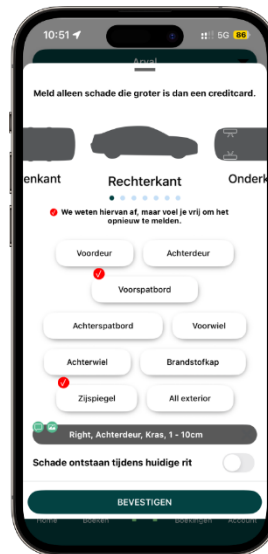 10:51
5G 86
Arval
Meld alleen schade die groter is dan een creditcard.
enkant
Rechterkant
Onderk
We weten hiervan af, maar voel je vrij om het
opnieuw te melden.
Voordeur
Achterdeur
Voorspatbord
Achterspatbord
Voorwiel
Achterwiel
Brandstofkap
Zijspiegel
All exterior
Right, Achterdeur, Kras, 1 - 10cm
Schade ontstaan tijdens huidige rit
BEVESTIGEN
Home
Boeken
Boekingen
Account